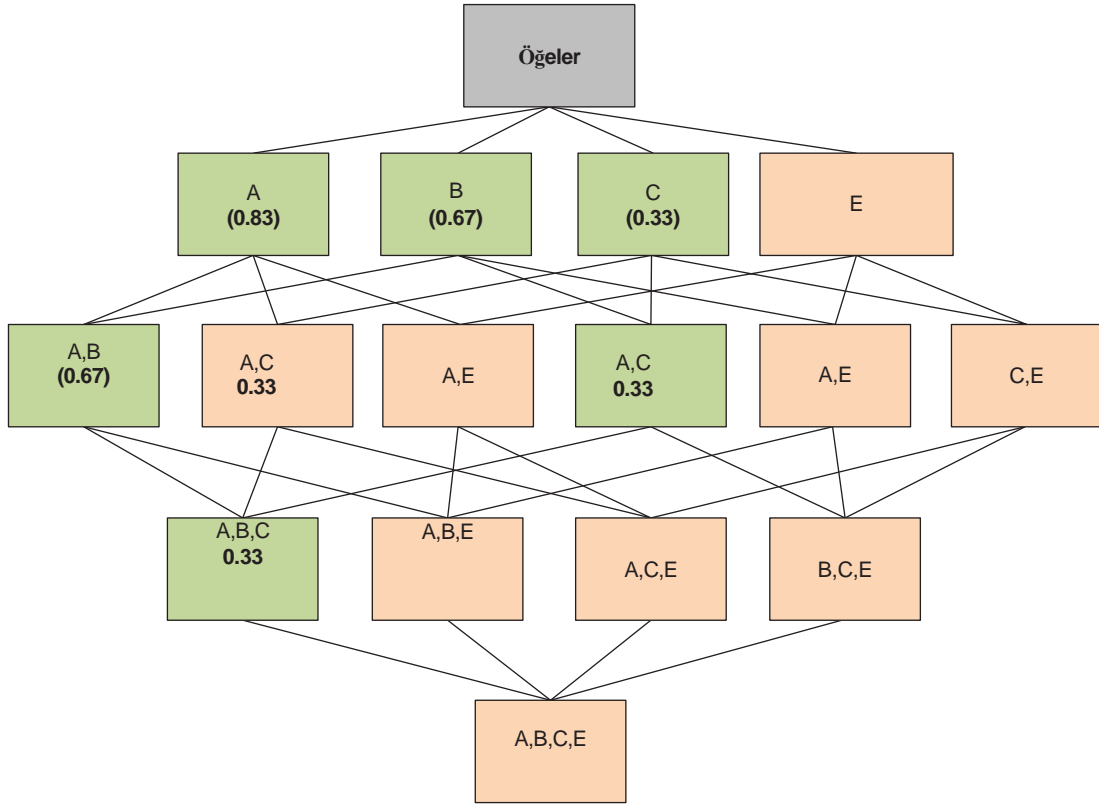 Öğeler
A
(0.83)
B
(0.67)
C
(0.33)
E
A,B
(0.67)
A,C
0.33
A,E
A,C
0.33
A,E
C,E
A,B,C
0.33
A,B,E
A,C,E
B,C,E
A,B,C,E